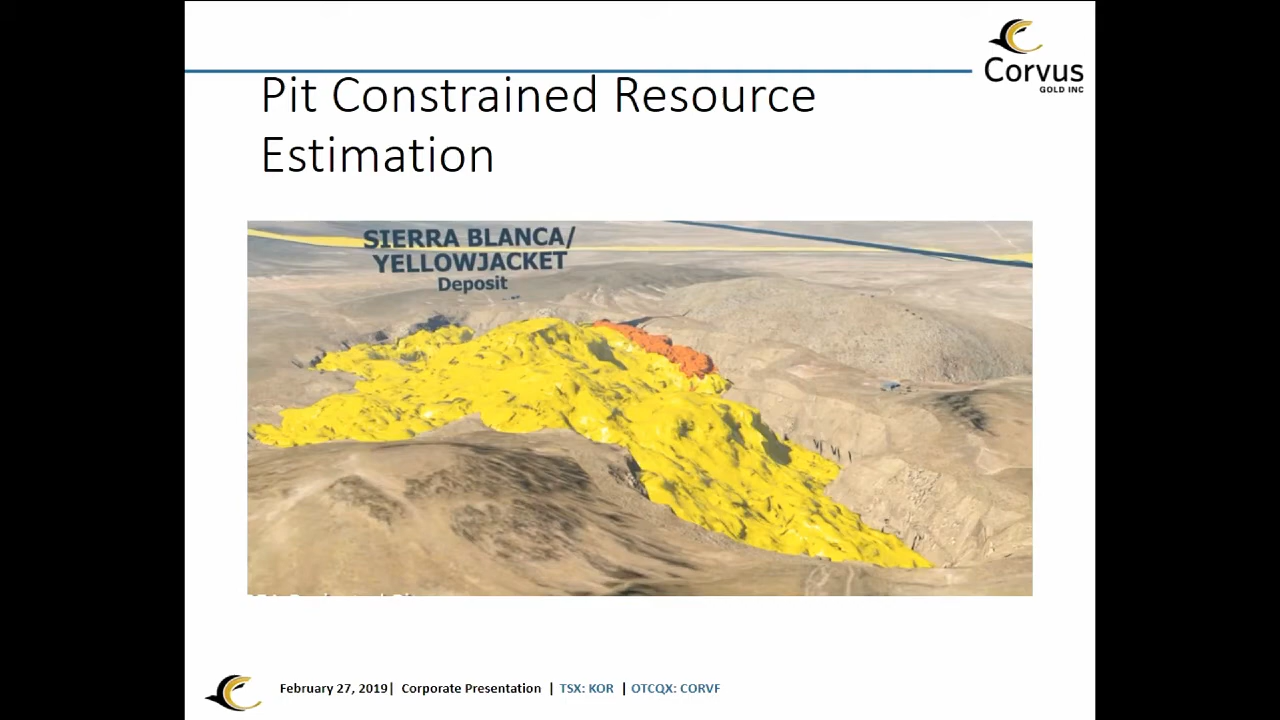 Corvus
GOLD INC
Pit Constrained Resource
Estimation
SIERRA BLANCA/
YELLOWJACKET
Deposit
February 27, 2019| Corporate Presentation | TSX: KOR | OTCQX: CORVF